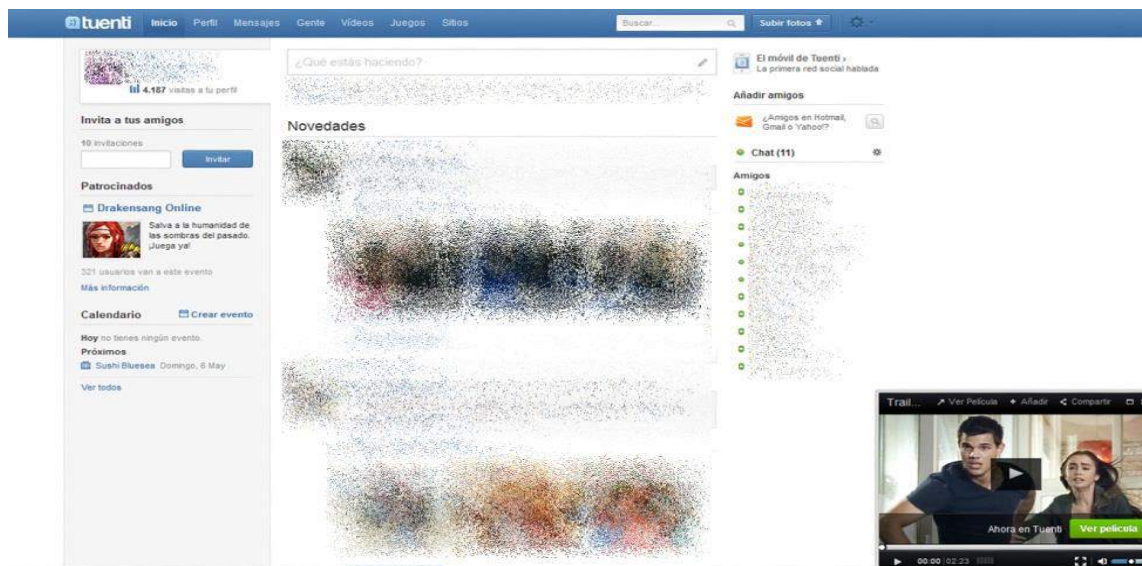 tuenti Inicio Perfil Mensajes Gente Vídeos Juegos Sitios Buscar... Subir fotos
4.187 visitas a tu perfil
Invita a tus amigos
10 invitaciones
Invitar
Patrocinados
Drakensang Online
Salva a la humanidad de
las sombras del pasado.
¡Juega ya!
321 usuarios van a este evento
Más información
Calendario Crear evento
Hoy no tienes ningún evento.
Próximos
Sushi Bluesea Domingo, 6 May
Ver todos
¿Qué estás haciendo?
Novedades
El móvil de Tuenti ›
La primera red social hablada
Añadir amigos
¿Amigos en Hotmail,
Gmail o Yahoo!?
Chat (11)
Amigos
Trail... Ver Película Añadir Compartir
Ahora en Tuenti Ver película
00:00 02:23